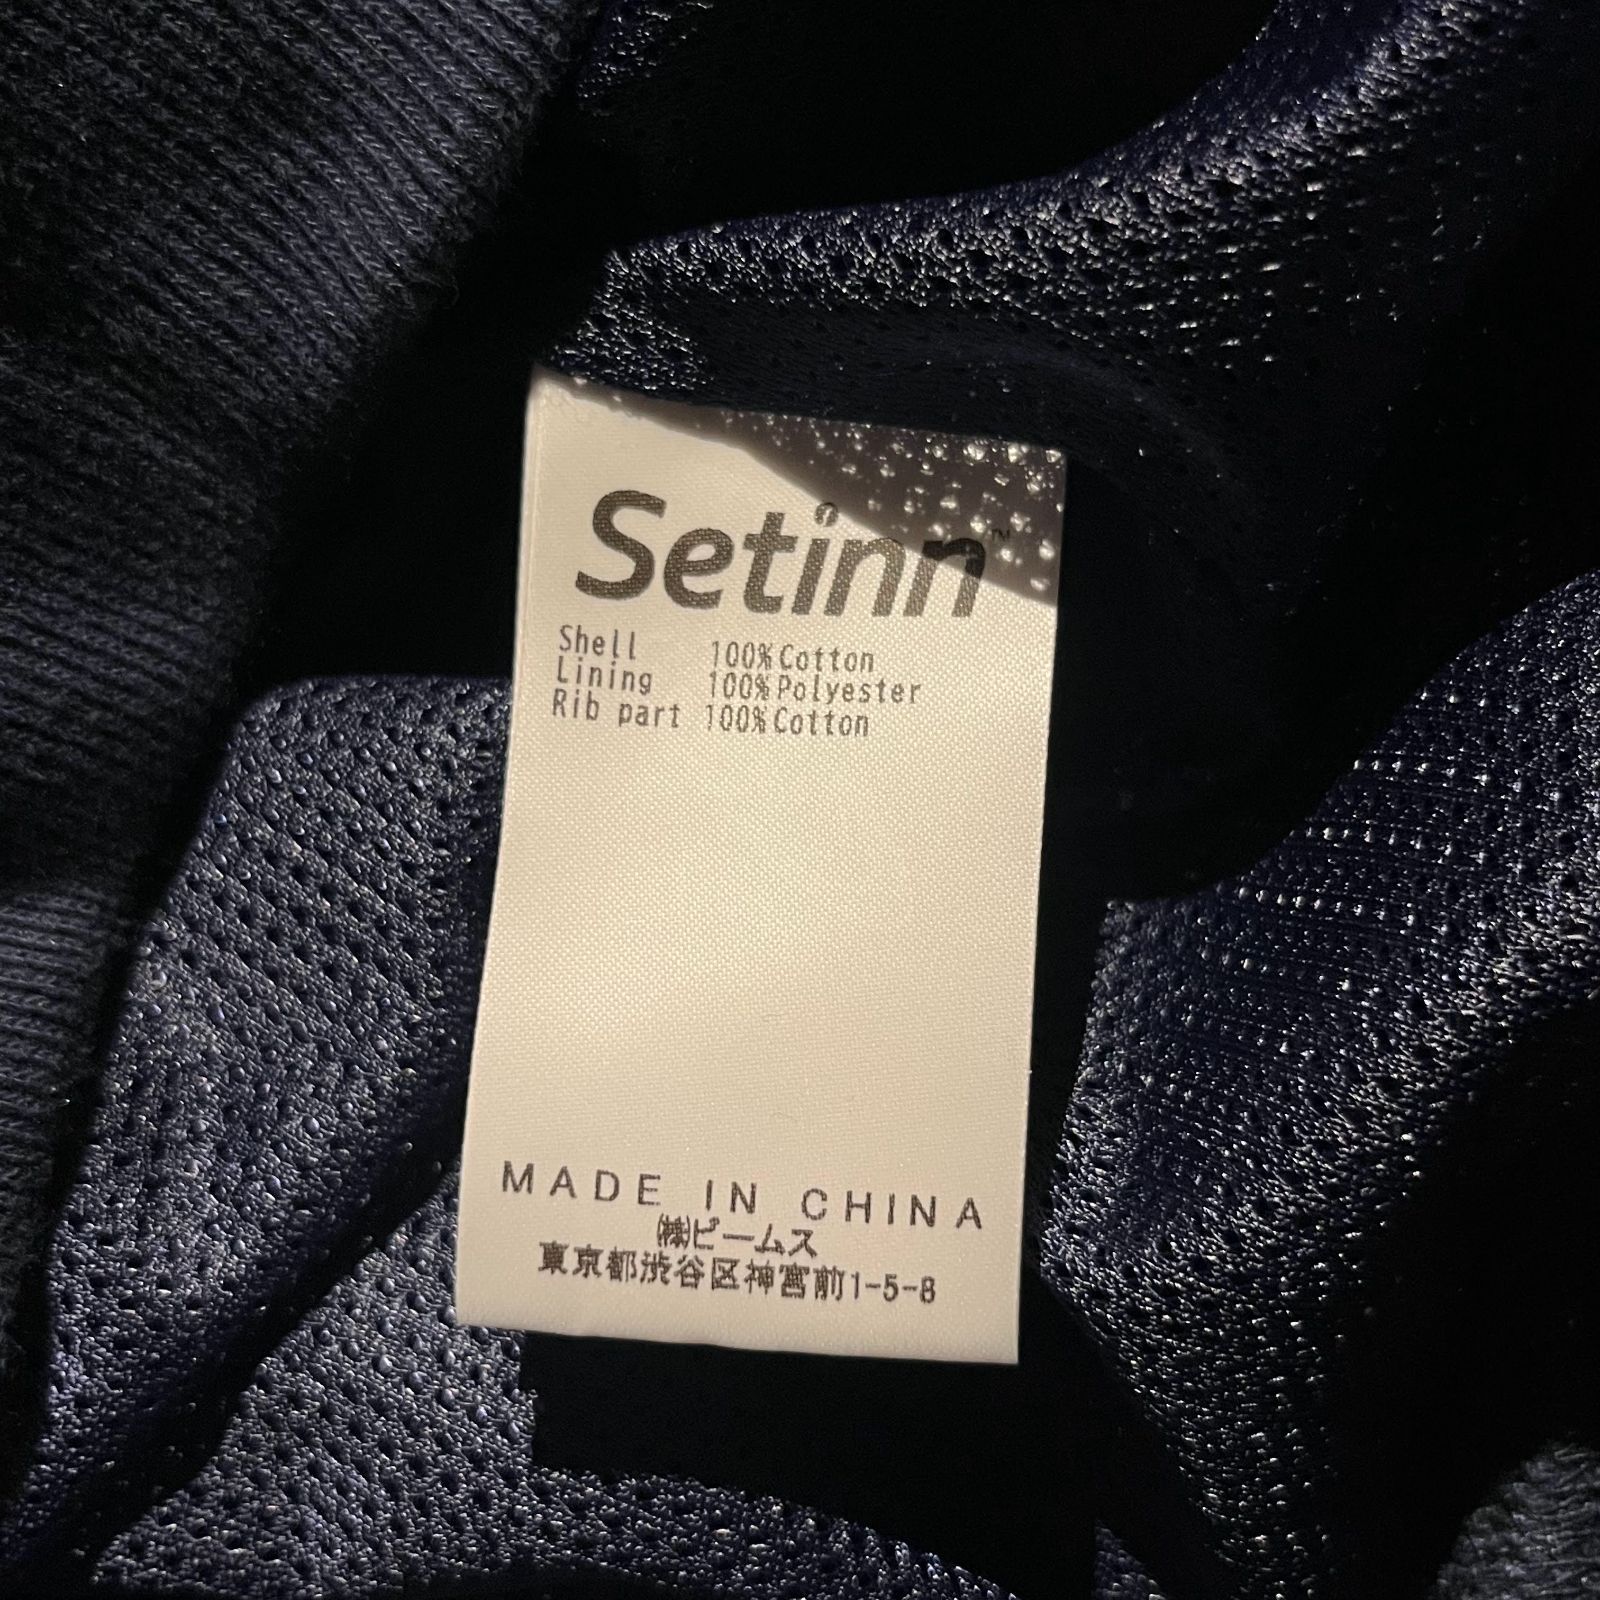 Setinn™
Shell 100%Cotton
Lining 100%Polyester
Rib part 100%Cotton
MADE IN CHINA
㈱ビームス
東京都渋谷区神宮前1-5-8